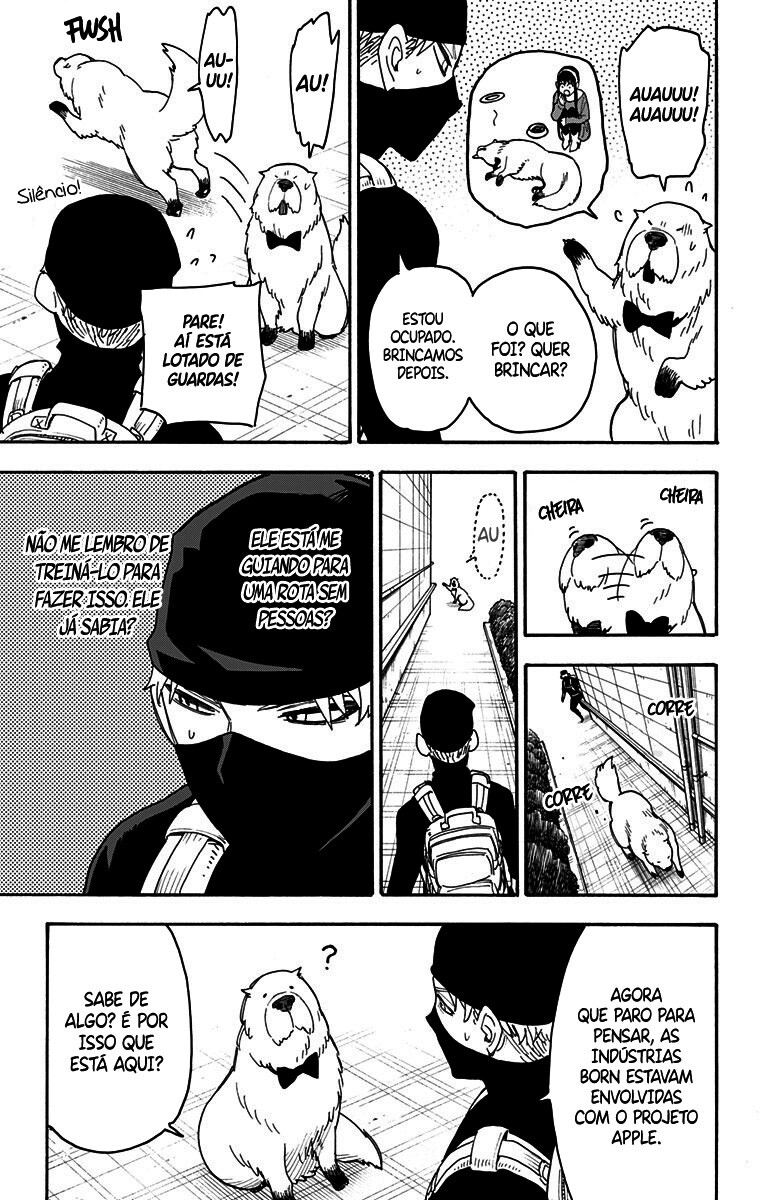 AUAUUU!
AUAUUU!
O QUE
FOI? QUER
BRINCAR?
ESTOU
OCUPADO.
BRINCAMOS
DEPOIS.
AU!
AU-
UU!
FWSH
Silêncio!
PARE!
AÍ ESTÁ
LOTADO DE
GUARDAS!
CHEIRA
CHEIRA
CORRE
CORRE
AU
ELE ESTÁ ME
GUIANDO PARA
UMA ROTA SEM
PESSOAS?
NÃO ME LEMBRO DE
TREINÁ-LO PARA
FAZER ISSO. ELE
JÁ SABIA?
AGORA
QUE PARO PARA
PENSAR, AS
INDÚSTRIAS
BORN ESTAVAM
ENVOLVIDAS
COM O PROJETO
APPLE.
?
SABE DE
ALGO? É POR
ISSO QUE
ESTÁ AQUI?